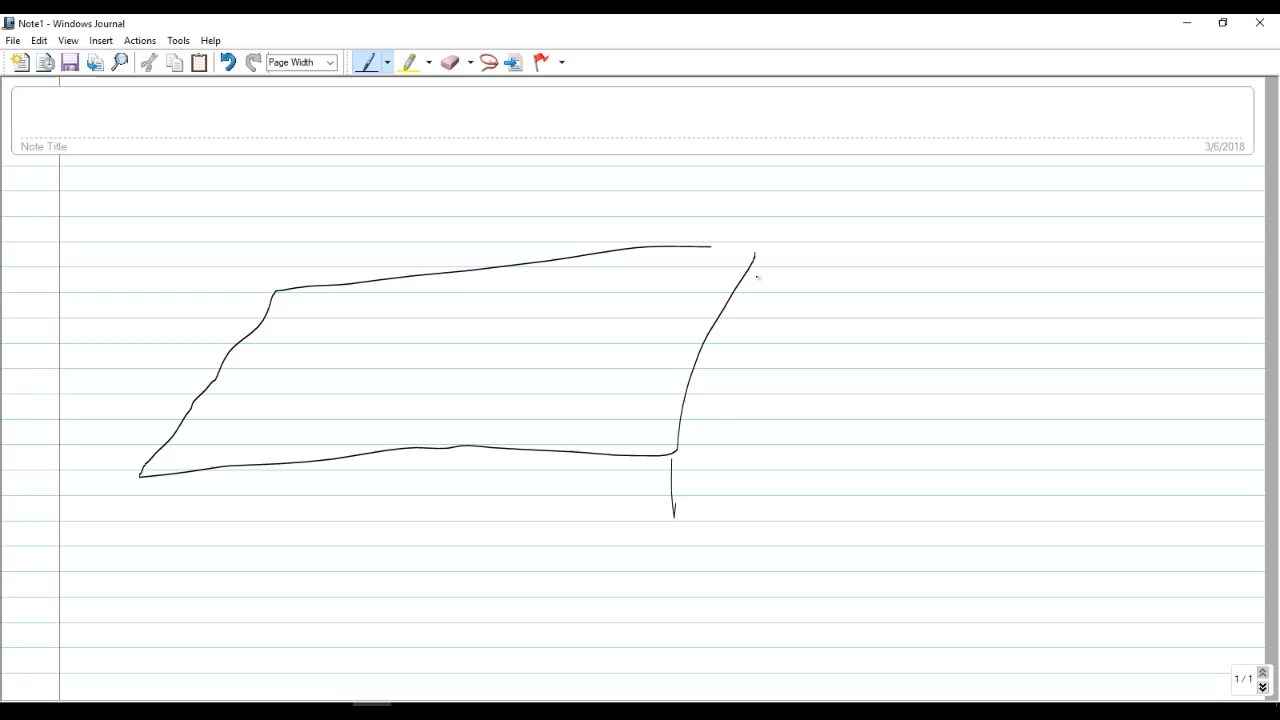 Note1 - Windows Journal
File Edit View Insert Actions Tools Help
Page Width
Note Title
3/6/2018
1 / 1